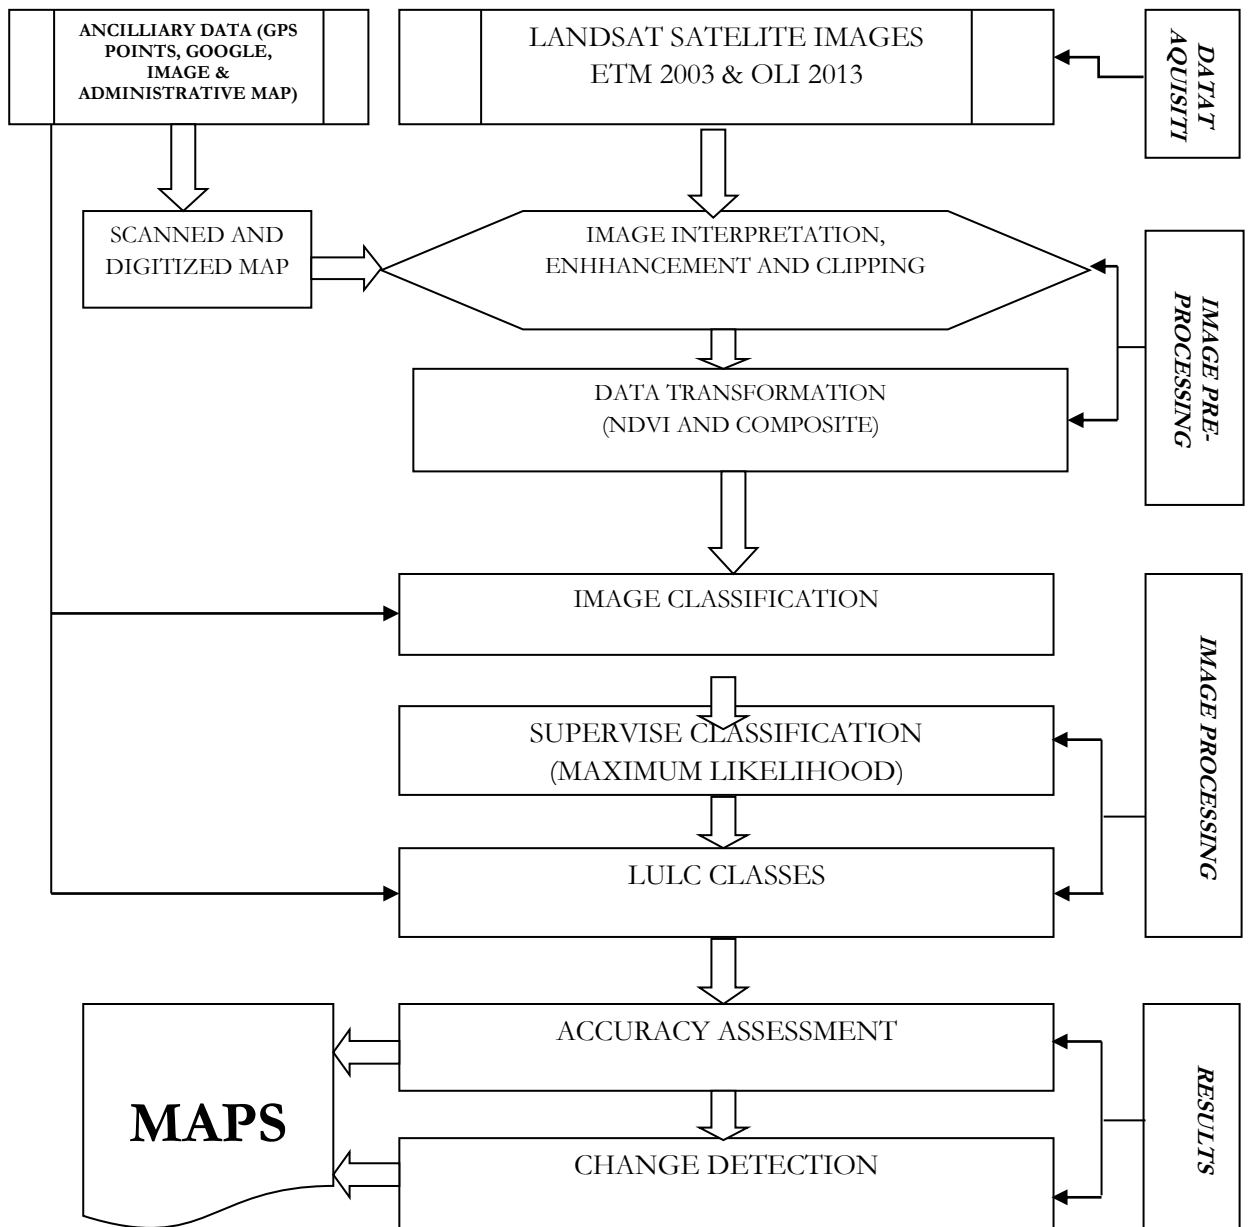 ANCILLIARY DATA (GPS
POINTS, GOOGLE,
IMAGE &
ADMINISTRATIVE MAP)
LANDSAT SATELITE IMAGES
ETM 2003 & OLI 2013
DATAT
AQUISITI
SCANNED AND
DIGITIZED MAP
IMAGE INTERPRETATION,
ENHHANCEMENT AND CLIPPING
IMAGE PRE-
PROCESSING
DATA TRANSFORMATION
(NDVI AND COMPOSITE)
IMAGE CLASSIFICATION
IMAGE PROCESSING
SUPERVISE CLASSIFICATION
(MAXIMUM LIKELIHOOD)
LULC CLASSES
ACCURACY ASSESSMENT
RESULTS
MAPS
CHANGE DETECTION